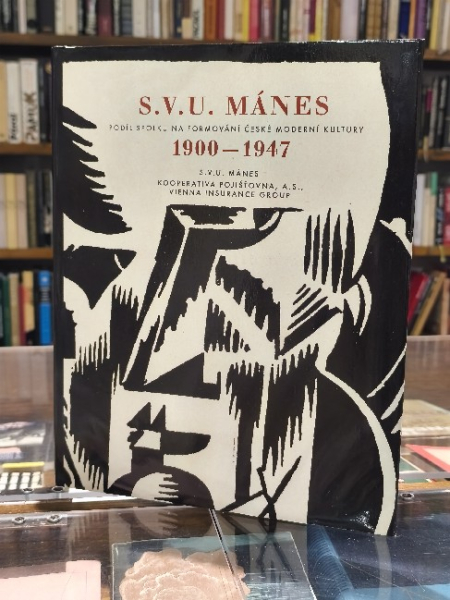 S.V.U. MÁNES
PODÍL SPOLKU NA FORMOVÁNÍ ČESKÉ MODERNÍ KULTURY
1900—1947
S.V.U. MÁNES
KOOPERATIVA POJIŠŤOVNA, A.S.,
VIENNA INSURANCE GROUP